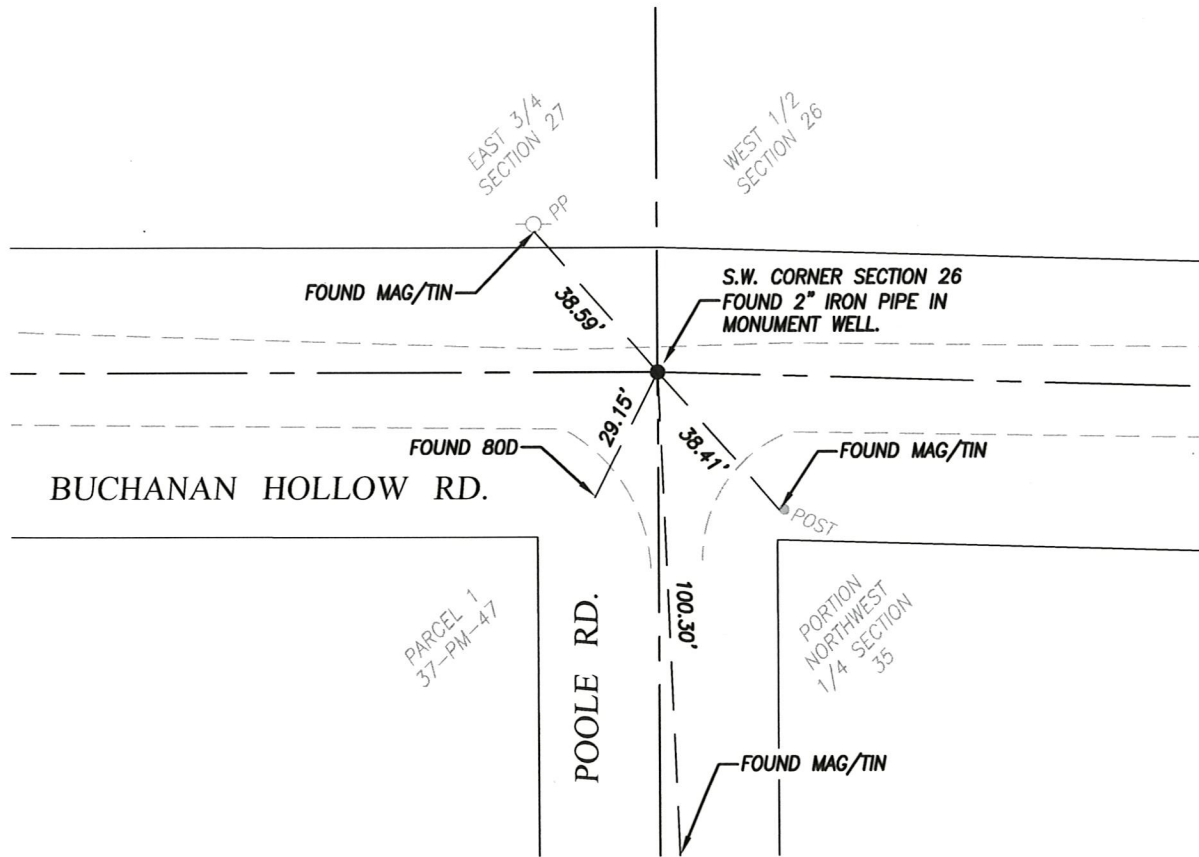 EAST 3/4
SECTION 27
WEST 1/2
SECTION 26
PP
FOUND MAG/TIN
38.59'
S.W. CORNER SECTION 26
FOUND 2" IRON PIPE IN
MONUMENT WELL.
29.15'
38.41'
FOUND 80D
FOUND MAG/TIN
BUCHANAN HOLLOW RD.
POST
100.30'
PARCEL 1
37-PM-47
POOLE RD.
PORTION
NORTHWEST
1/4 SECTION
35
FOUND MAG/TIN